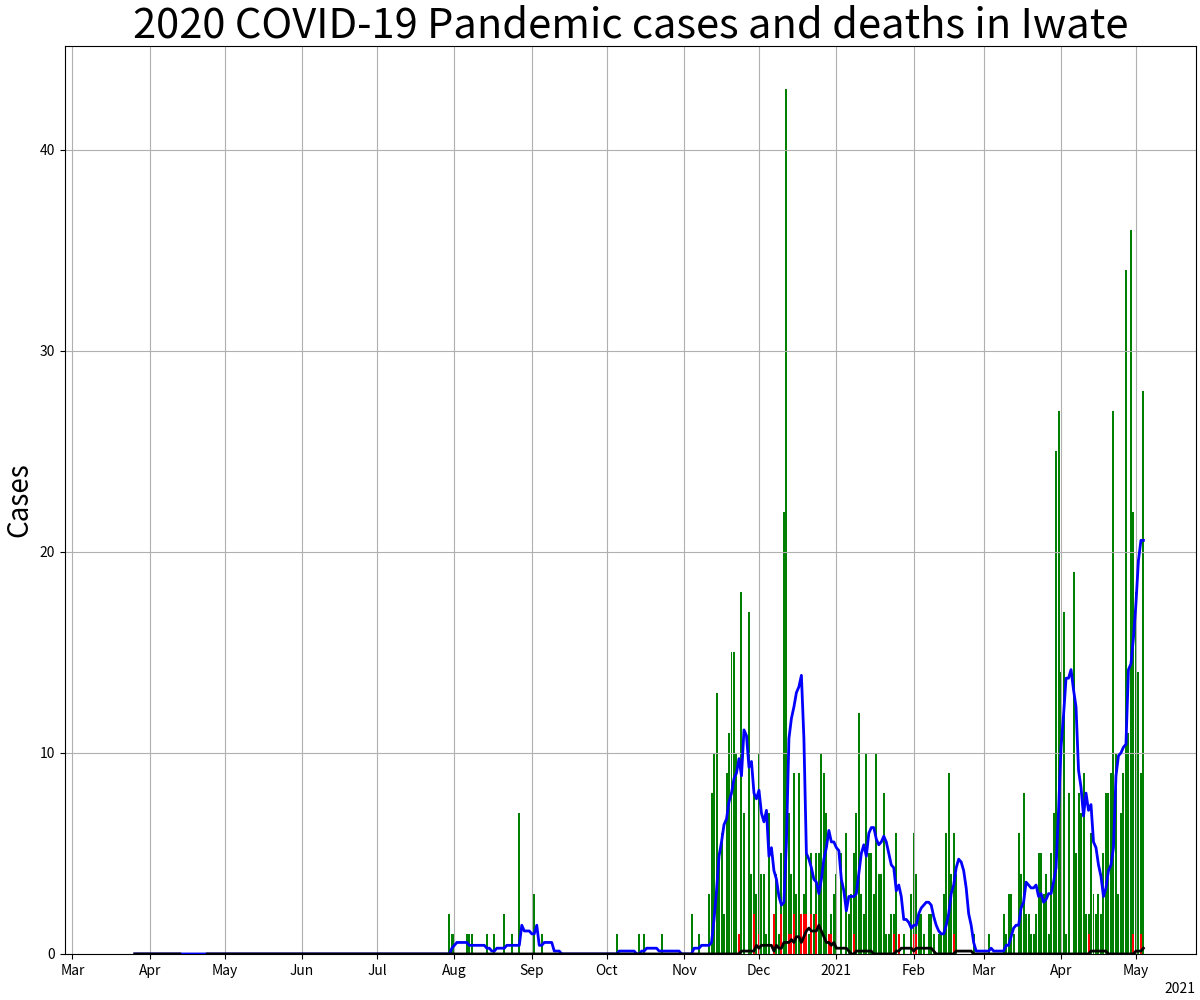 2020 COVID-19 Pandemic cases and deaths in Iwate
Cases
40
30
20
10
0
Mar Apr May Jun Jul Aug Sep Oct Nov Dec 2021 Feb Mar Apr May
2021